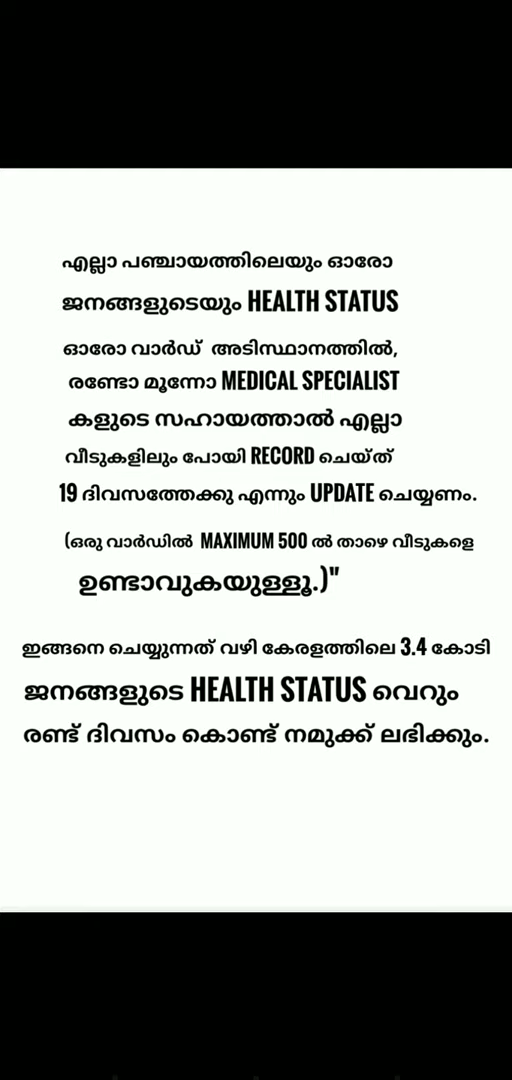 എല്ലാ പഞ്ചായത്തിലെയും ഓരോ
ജനങ്ങളുടെയും HEALTH STATUS
ഓരോ വാർഡ് അടിസ്ഥാനത്തിൽ,
രണ്ടോ മൂന്നോ MEDICAL SPECIALIST
കളുടെ സഹായത്താൽ എല്ലാ
വീടുകളിലും പോയി RECORD ചെയ്ത്
19 ദിവസത്തേക്കു എന്നും UPDATE ചെയ്യണം.
(ഒരു വാർഡിൽ MAXIMUM 500 ൽ താഴെ വീടുകളെ
ഉണ്ടാവുകയുള്ളൂ.)"
ഇങ്ങനെ ചെയ്യുന്നത് വഴി കേരളത്തിലെ 3.4 കോടി
ജനങ്ങളുടെ HEALTH STATUS വെറും
രണ്ട് ദിവസം കൊണ്ട് നമുക്ക് ലഭിക്കും.